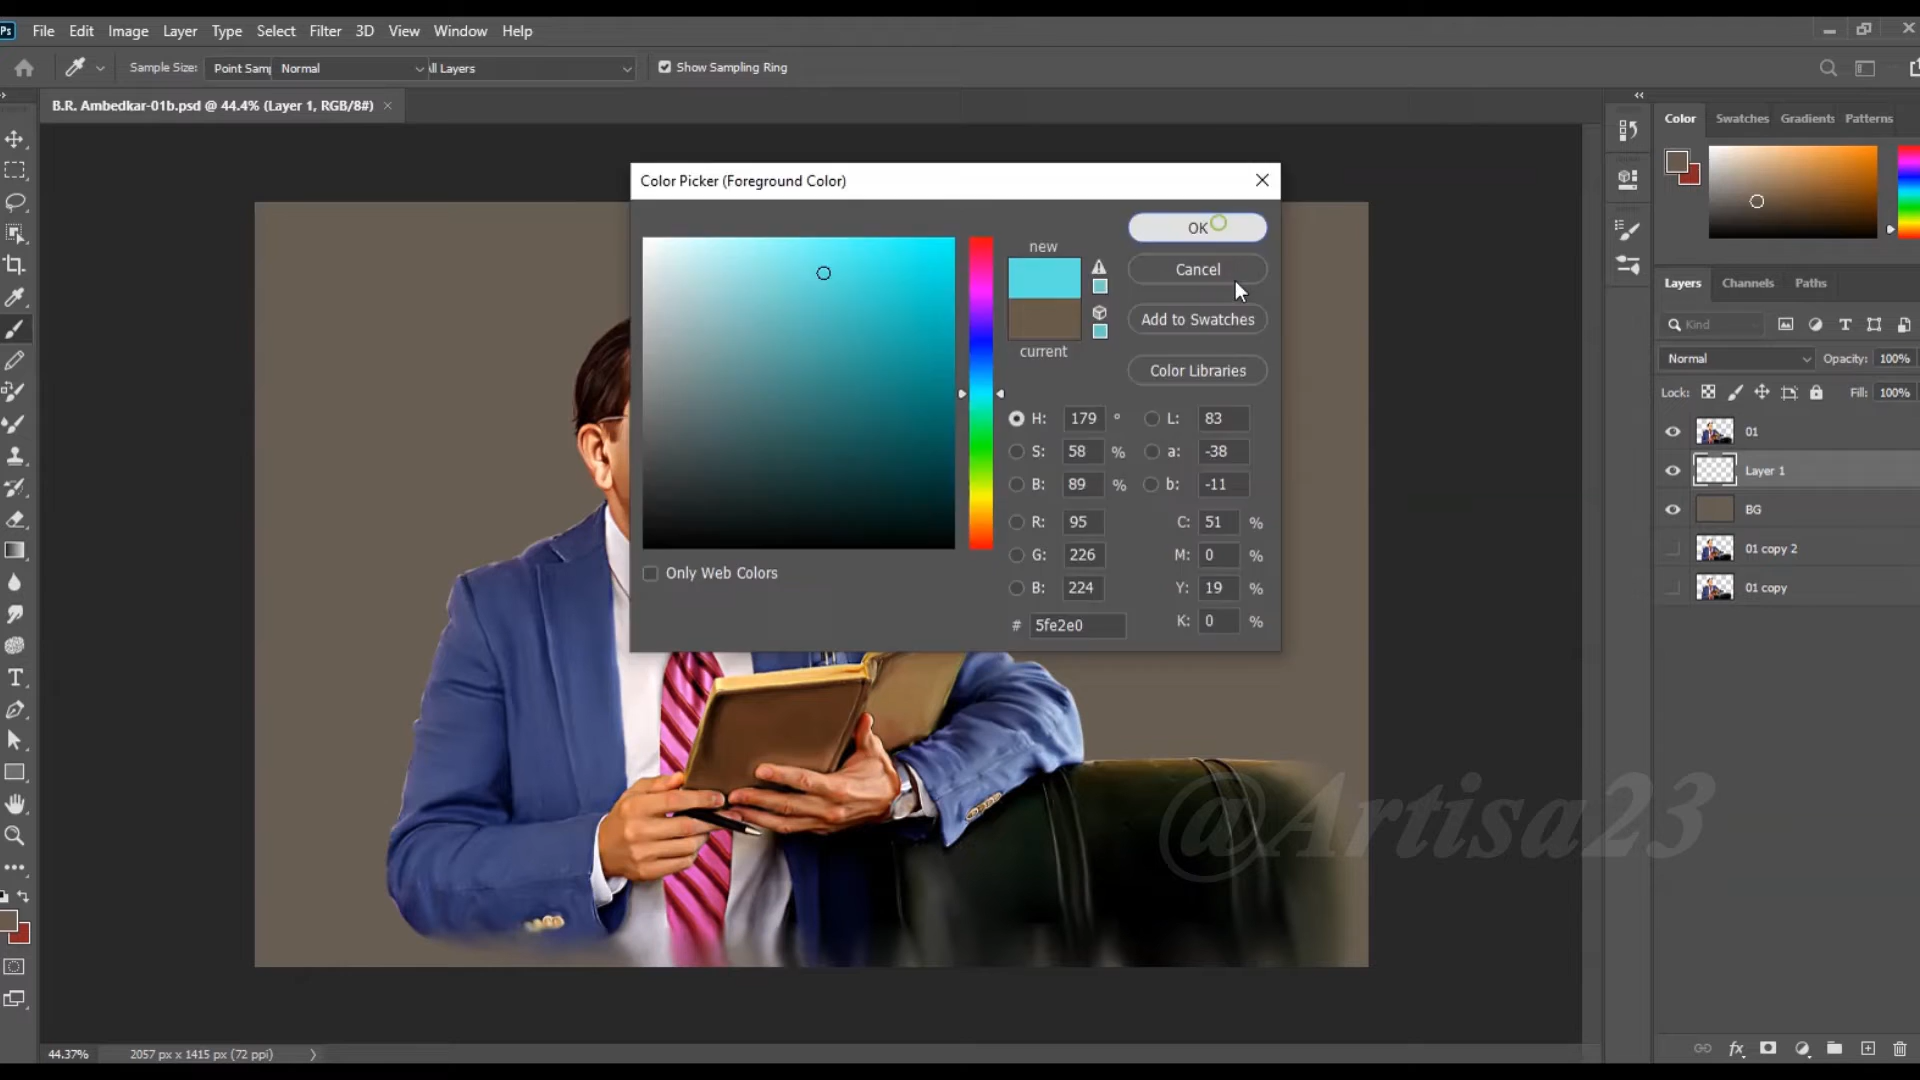 Ps File Edit Image Layer Type Select Filter 3D View Window Help
Sample Size: Point Samp Normal ll Layers Show Sampling Ring
B.R. Ambedkar-01b.psd @ 44.4% (Layer 1, RGB/8#) ×
Color Swatches Gradients Patterns
Color Picker (Foreground Color)
OK
new
Cancel
Add to Swatches
current
Color Libraries
H: 179 °
L: 83
S: 58 %
a: -38
B: 89 %
b: -11
R: 95
C: 51 %
G: 226
M: 0 %
B: 224
Y: 19 %
# 5fe2e0
K: 0 %
Only Web Colors
Layers Channels Paths
Kind
Normal Opacity: 100%
Lock: Fill: 100%
01
Layer 1
BG
01 copy 2
01 copy
@Artisa23
44.37% 2057 px x 1415 px (72 ppi)